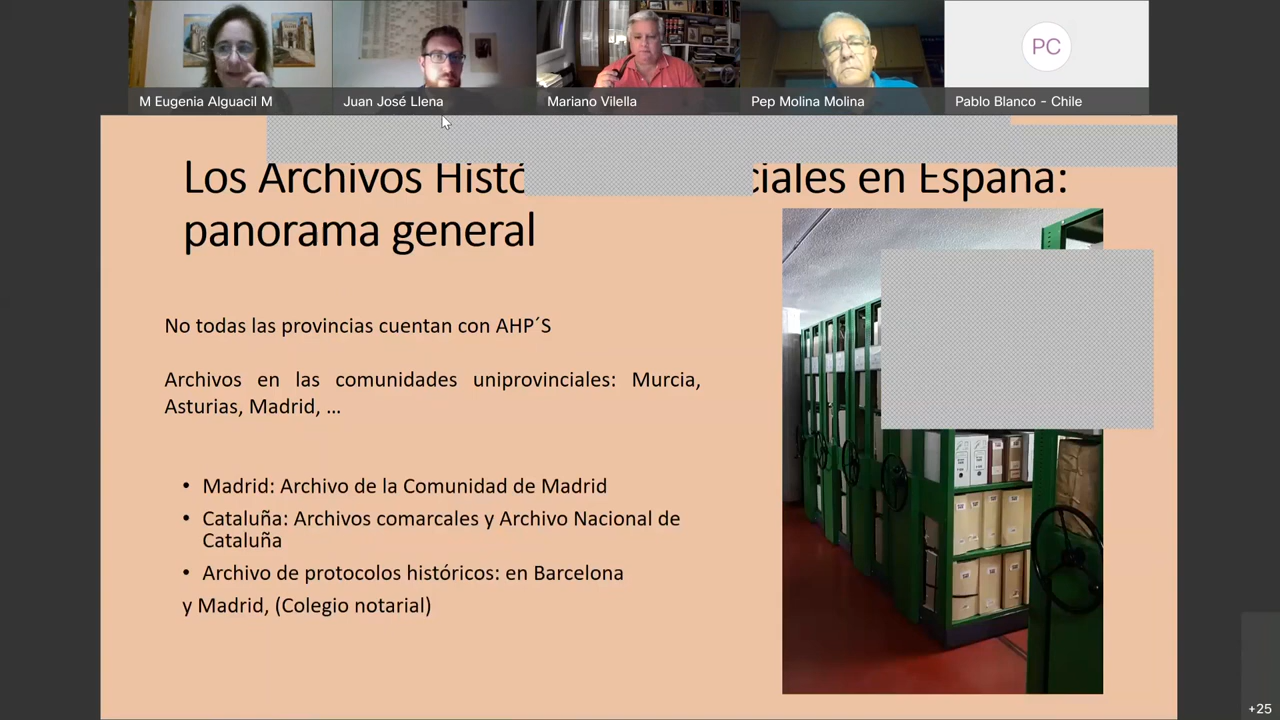 M Eugenia Alguacil M
Juan José Llena
Mariano Vilella
Pep Molina Molina
PC
Pablo Blanco - Chile
Los Archivos Histó ciales en España:
panorama general
No todas las provincias cuentan con AHP´S
Archivos en las comunidades uniprovinciales: Murcia,
Asturias, Madrid, ...
• Madrid: Archivo de la Comunidad de Madrid
• Cataluña: Archivos comarcales y Archivo Nacional de
Cataluña
• Archivo de protocolos históricos: en Barcelona
y Madrid, (Colegio notarial)
+25